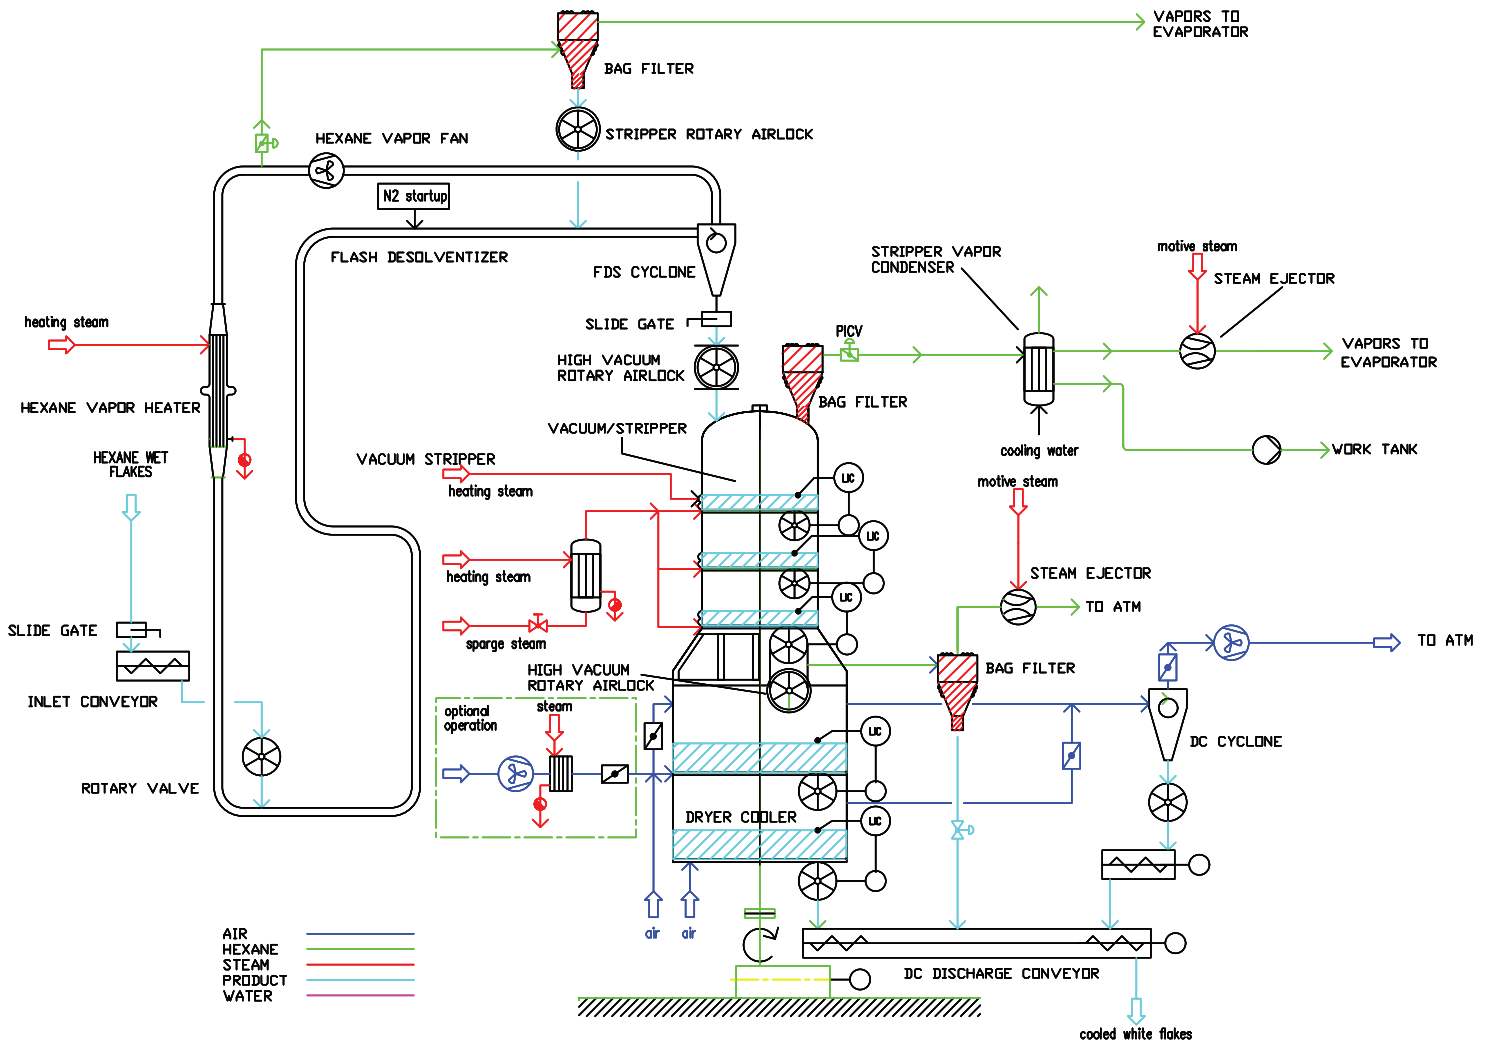 VAPORS TO
EVAPORATOR
BAG FILTER
STRIPPER ROTARY AIRLOCK
HEXANE VAPOR FAN
N2 startup
FLASH DESOLVENTIZER
FDS CYCLONE
STRIPPER VAPOR
CONDENSER
motive steam
STEAM EJECTOR
heating steam
SLIDE GATE
PICV
VAPORS TO
EVAPORATOR
HIGH VACUUM
ROTARY AIRLOCK
HEXANE VAPOR HEATER
BAG FILTER
VACUUM/STRIPPER
cooling water
WORK TANK
HEXANE WET
FLAKES
VACUUM STRIPPER
heating steam
LIC
motive steam
LIC
heating steam
STEAM EJECTOR
LIC
TO ATM
SLIDE GATE
sparge steam
TO ATM
HIGH VACUUM
ROTARY AIRLOCK
BAG FILTER
INLET CONVEYOR
optional
operation
steam
LIC
DC CYCLONE
ROTARY VALVE
DRYER COOLER
LIC
air
air
AIR
HEXANE
STEAM
PRODUCT
WATER
DC DISCHARGE CONVEYOR
cooled white flakes